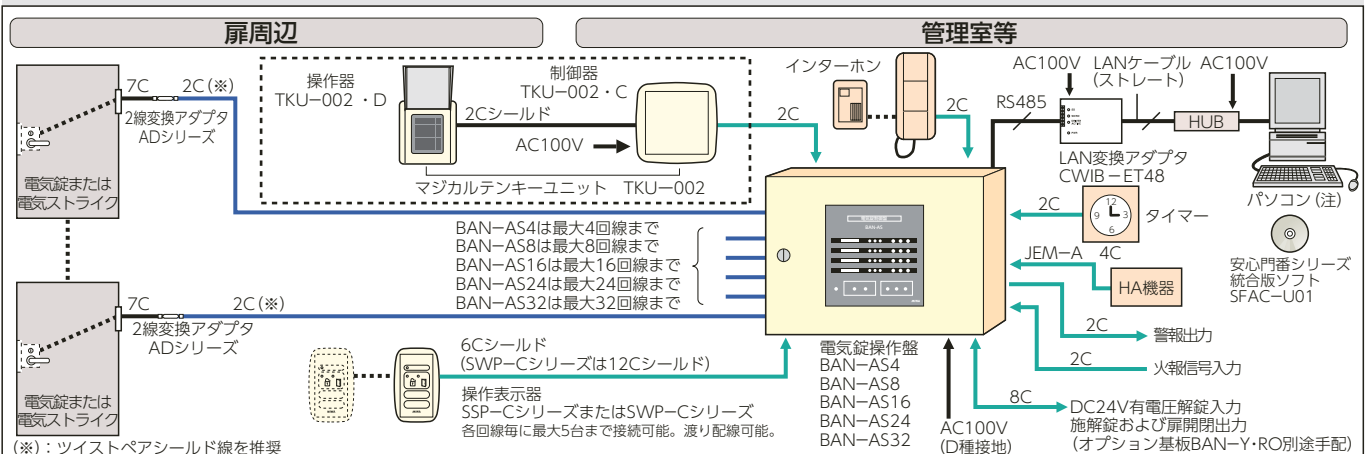 扉周辺
管理室等
7C
2C(※)
2線変換アダプタ
ADシリーズ
電気錠または
電気ストライク
操作器
TKU−002・D
制御器
TKU−002・C
2Cシールド
AC100V
マジカルテンキーユニット TKU−002
2C
インターホン
2C
RS485
AC100V
LANケーブル
(ストレート)
AC100V
HUB
LAN変換アダプタ
CWIB−ET48
パソコン(注)
2C
12
9
3
6
タイマー
安心門番シリーズ
統合版ソフト
SFAC−U01
JEM−A
4C
HA機器
2C
警報出力
2C
火報信号入力
8C
DC24V有電圧解錠入力
施解錠および扉開閉出力
(オプション基板BAN−Y・RO別途手配)
BAN−AS4は最大4回線まで
BAN−AS8は最大8回線まで
BAN−AS16は最大16回線まで
BAN−AS24は最大24回線まで
BAN−AS32は最大32回線まで
BAN-AS
7C
2C(※)
2線変換アダプタ
ADシリーズ
電気錠または
電気ストライク
6Cシールド
(SWP−Cシリーズは12Cシールド)
操作表示器
SSP−CシリーズまたはSWP−Cシリーズ
各回線毎に最大5台まで接続可能。渡り配線可能。
電気錠操作盤
BAN−AS4
BAN−AS8
BAN−AS16
BAN−AS24
BAN−AS32
AC100V
(D種接地)
(※):ツイストペアシールド線を推奨